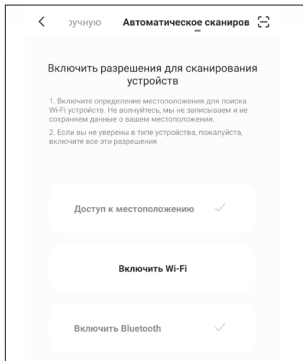 ручную Автоматическое сканиров
Включить разрешения для сканирования
устройств
1. Включите определение местоположения для поиска
Wi-Fi устройств. Не волнуйтесь, мы не записываем и не
сохраняем данные о вашем местоположении.
2. Если вы не уверены в типе устройства, пожалуйста,
включите все эти разрешения
Доступ к местоположению
Включить Wi-Fi
Включить Bluetooth